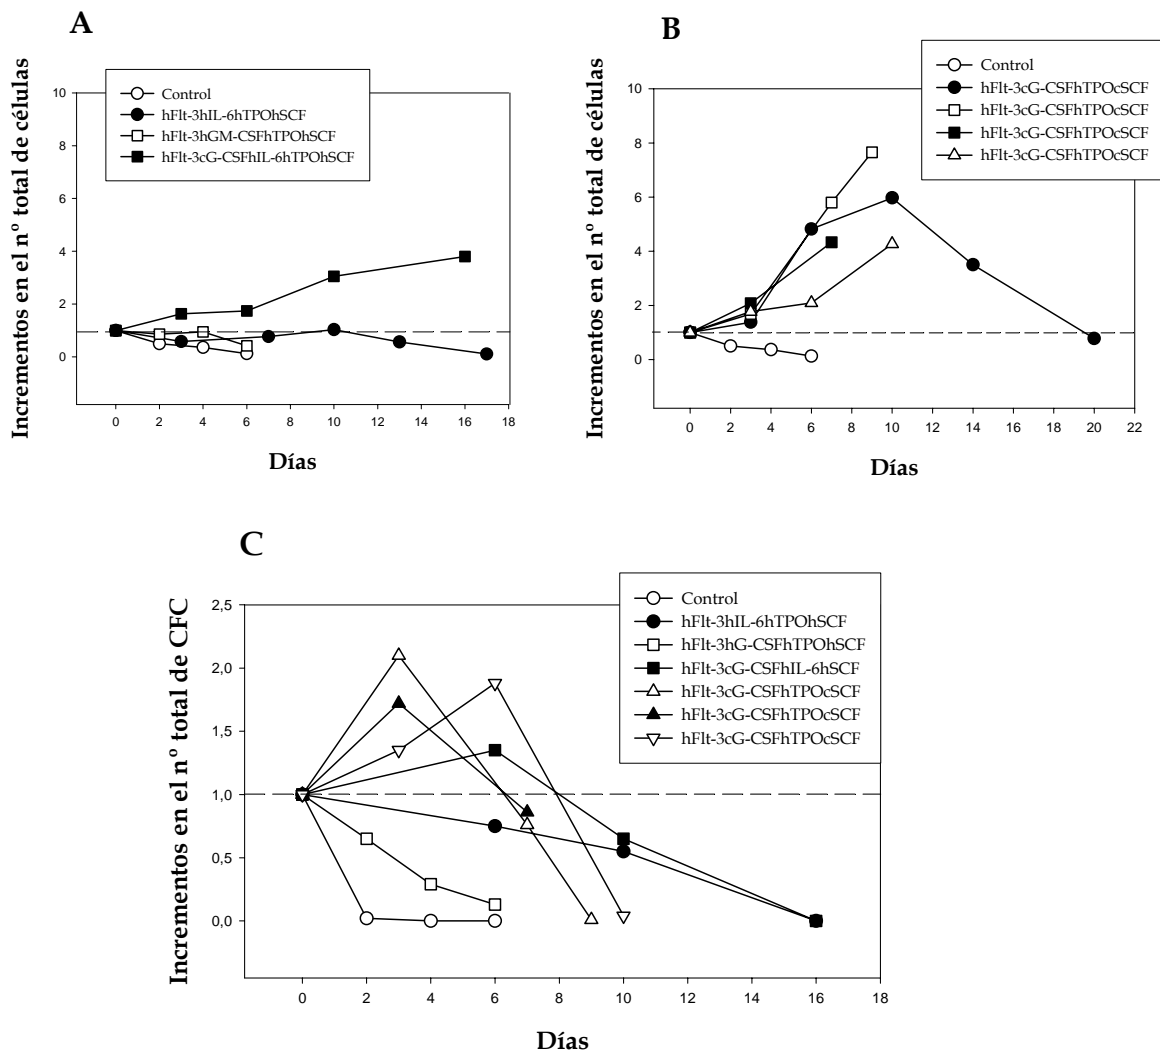 A
Incrementos en el nº total de células
Control
hFlt-3hIL-6hTPOhSCF
hFlt-3hGM-CSFhTPOhSCF
hFlt-3cG-CSFhIL-6hTPOhSCF
10
8
6
4
2
0
0 2 4 6 8 10 12 14 16 18
Días
B
Incrementos en el nº total de células
Control
hFlt-3cG-CSFhTPOcSCF
hFlt-3cG-CSFhTPOcSCF
hFlt-3cG-CSFhTPOcSCF
hFlt-3cG-CSFhTPOcSCF
10
8
6
4
2
0
0 2 4 6 8 10 12 14 16 18 20 22
Días
C
Incrementos en el nº total de CFC
Control
hFlt-3hIL-6hTPOhSCF
hFlt-3hG-CSFhTPOhSCF
hFlt-3cG-CSFhIL-6hSCF
hFlt-3cG-CSFhTPOcSCF
hFlt-3cG-CSFhTPOcSCF
hFlt-3cG-CSFhTPOcSCF
2,5
2,0
1,5
1,0
0,5
0,0
0 2 4 6 8 10 12 14 16 18
Días